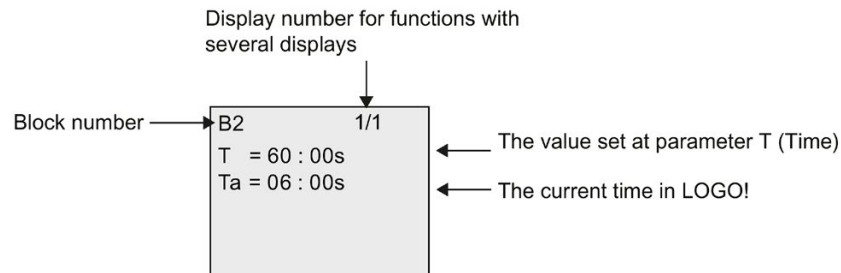 Display number for functions with
several displays
Block number
B2 1/1
T = 60 : 00s
Ta = 06 : 00s
The value set at parameter T (Time)
The current time in LOGO!